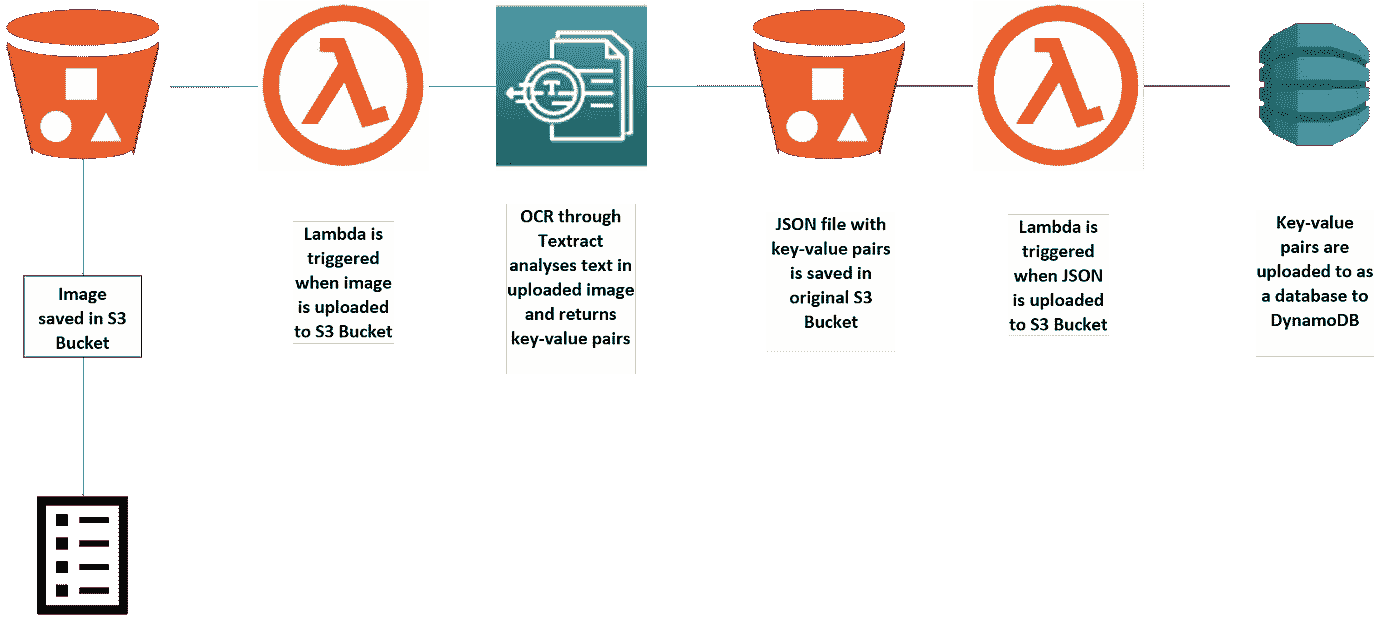 Image
saved in S3
Bucket
Lambda is
triggered
when image
is uploaded
to S3 Bucket
OCR through
Textract
analyses text in
uploaded image
and returns
key-value pairs
JSON file with
key-value pairs
is saved in
original S3
Bucket
Lambda is
triggered
when JSON
is uploaded
to S3 Bucket
Key-value
pairs are
uploaded to as
a database to
DynamoDB